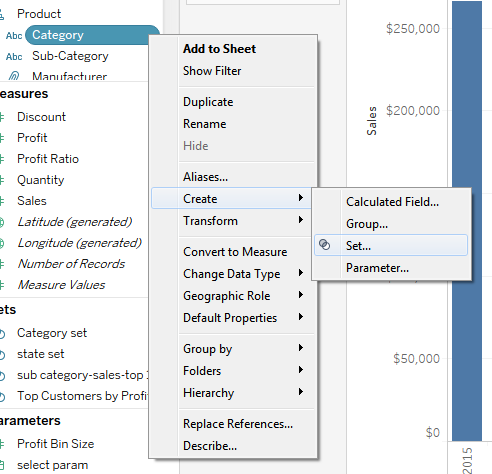 Product
Abc Category
Abc Sub-Category
Manufacturer
easures
Discount
Profit
Profit Ratio
Quantity
Sales
Latitude (generated)
Longitude (generated)
Number of Records
Measure Values
ets
Category set
state set
sub category-sales-top
Top Customers by Profi
arameters
Profit Bin Size
select param
Add to Sheet
Show Filter
Duplicate
Rename
Hide
Aliases...
Create
Transform
Convert to Measure
Change Data Type
Geographic Role
Default Properties
Group by
Folders
Hierarchy
Replace References...
Describe...
Calculated Field...
Group...
Set...
Parameter...
$250,000
$200,000
$50,000
$0
Sales
2015